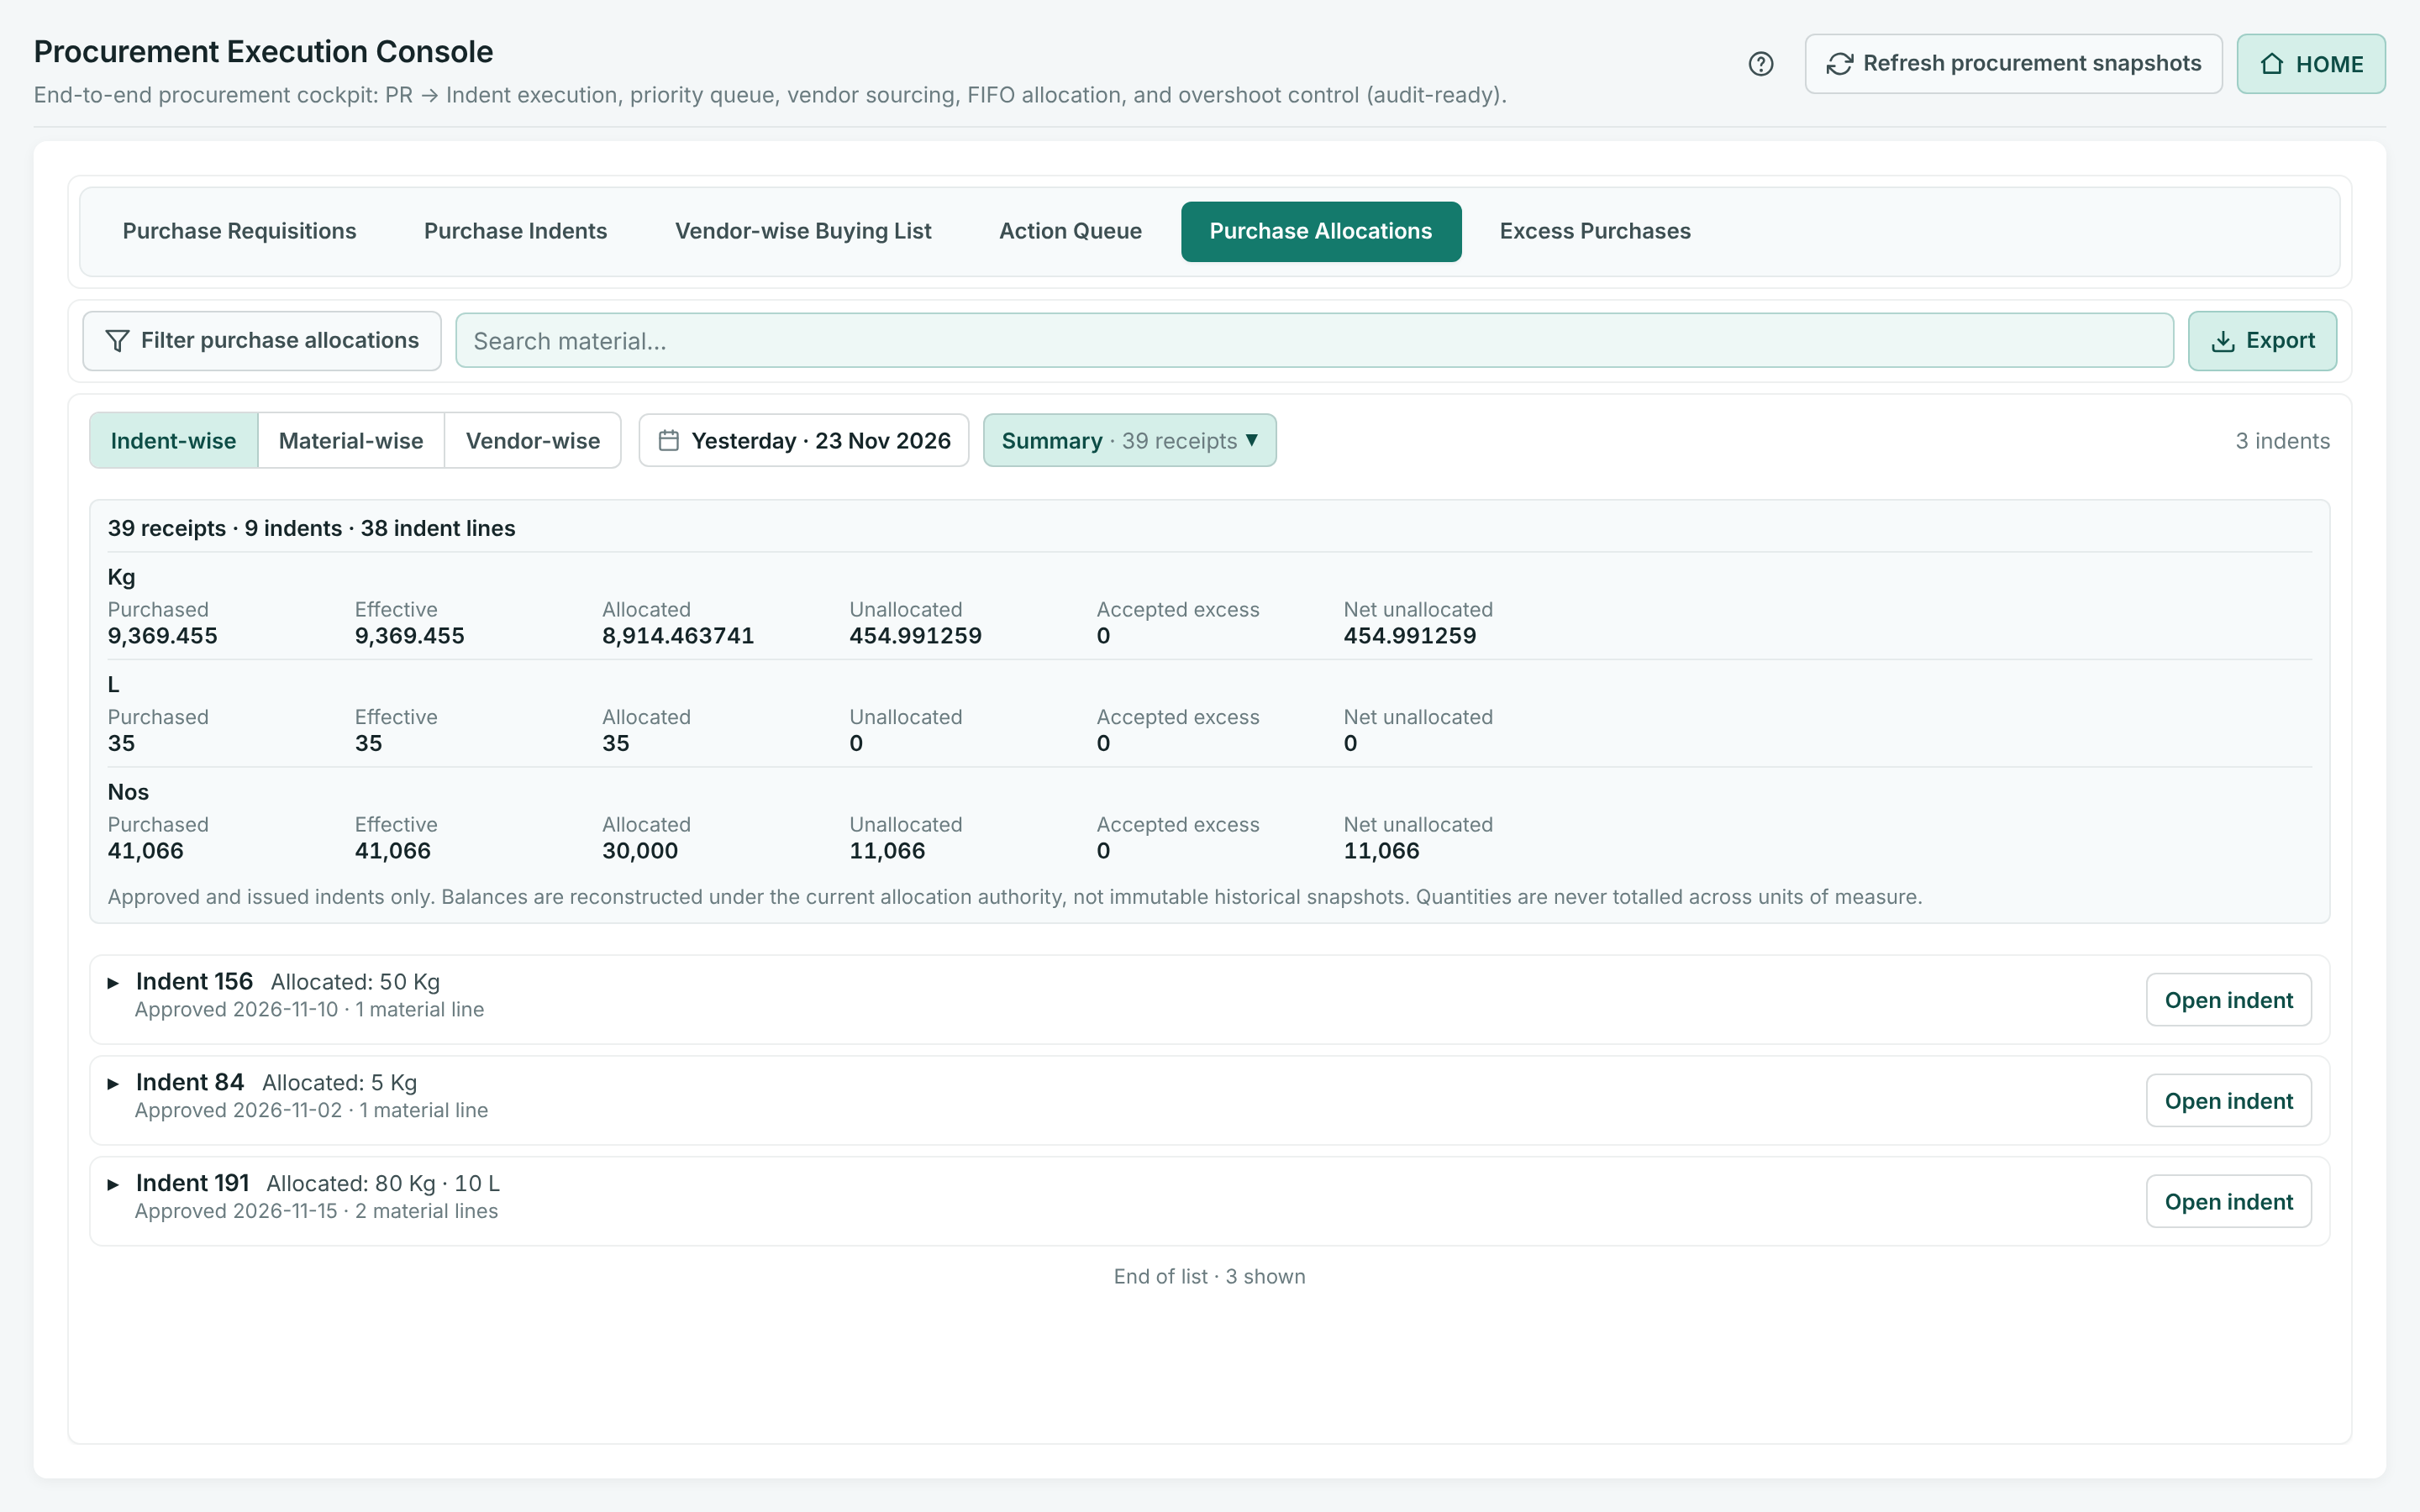 Procurement Execution Console
End-to-end procurement cockpit: PR → Indent execution, priority queue, vendor sourcing, FIFO allocation, and overshoot control (audit-ready).
Refresh procurement snapshots
HOME
Purchase Requisitions Purchase Indents Vendor-wise Buying List Action Queue Purchase Allocations Excess Purchases
Filter purchase allocations Search material... Export
Indent-wise Material-wise Vendor-wise Yesterday · 23 Nov 2026 Summary · 39 receipts ▼ 3 indents
39 receipts · 9 indents · 38 indent lines
Kg
Purchased Effective Allocated Unallocated Accepted excess Net unallocated
9,369.455 9,369.455 8,914.463741 454.991259 0 454.991259
L
Purchased Effective Allocated Unallocated Accepted excess Net unallocated
35 35 35 0 0 0
Nos
Purchased Effective Allocated Unallocated Accepted excess Net unallocated
41,066 41,066 30,000 11,066 0 11,066
Approved and issued indents only. Balances are reconstructed under the current allocation authority, not immutable historical snapshots. Quantities are never totalled across units of measure.
▸ Indent 156 Allocated: 50 Kg
Approved 2026-11-10 · 1 material line
Open indent
▸ Indent 84 Allocated: 5 Kg
Approved 2026-11-02 · 1 material line
Open indent
▸ Indent 191 Allocated: 80 Kg · 10 L
Approved 2026-11-15 · 2 material lines
Open indent
End of list · 3 shown